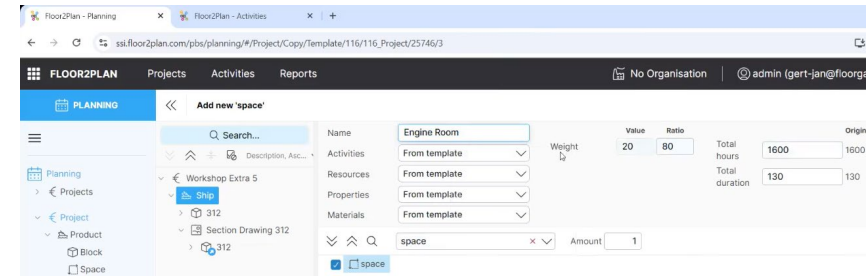 Floor2Plan - Planning
Floor2Plan - Activities
ssi.floor2plan.com/pbs/planning/#/Project/Copy/Template/116/116_Project/25746/3
FLOOR2PLAN Projects Activities Reports No Organisation admin (gert-jan@floorga
PLANNING Add new 'space'
Search...
Description, Asc...
Name Engine Room
Activities From template
Resources From template
Properties From template
Materials From template
Weight
Value Ratio
20 80
Total hours 1600
Total duration 130
Origin
1600
130
Planning
Projects
Project
Product
Block
Space
Workshop Extra 5
Ship
312
Section Drawing 312
312
space Amount 1
space